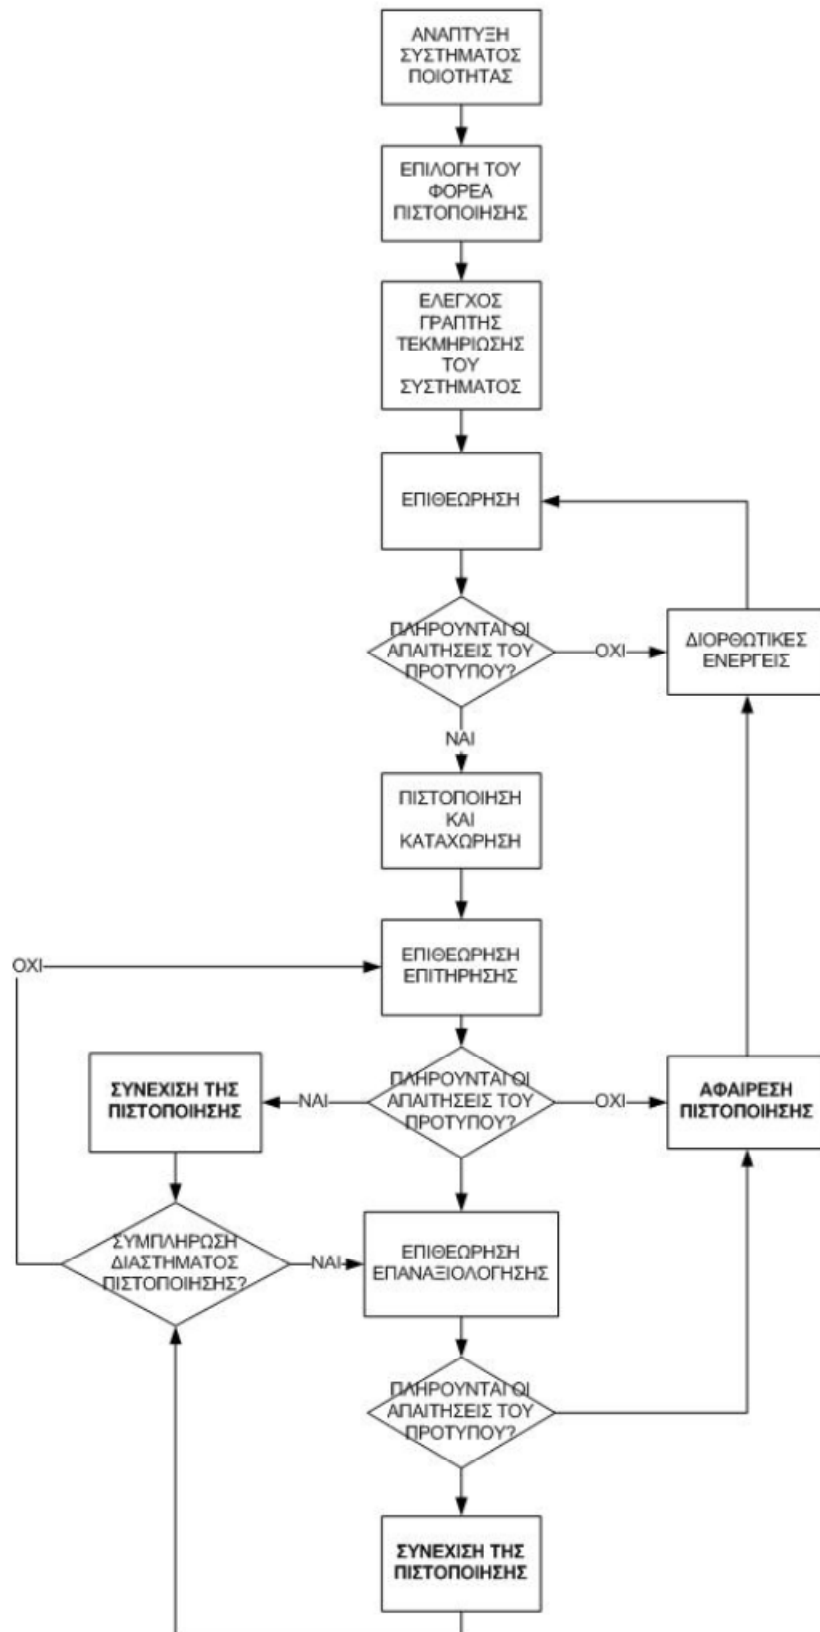 ΑΝΑΠΤΥΞΗ
ΣΥΣΤΗΜΑΤΟΣ
ΠΟΙΟΤΗΤΑΣ
ΕΠΙΛΟΓΗ ΤΟΥ
ΦΟΡΕΑ
ΠΙΣΤΟΠΟΙΗΣΗΣ
ΕΛΕΓΧΟΣ
ΓΡΑΠΤΗΣ
ΤΕΚΜΗΡΙΩΣΗΣ
ΤΟΥ
ΣΥΣΤΗΜΑΤΟΣ
ΕΠΙΘΕΩΡΗΣΗ
ΠΛΗΡΟΥΝΤΑΙ ΟΙ
ΑΠΑΙΤΗΣΕΙΣ ΤΟΥ
ΠΡΟΤΥΠΟΥ?
ΟΧΙ
ΔΙΟΡΘΩΤΙΚΕΣ
ΕΝΕΡΓΕΙΣ
ΝΑΙ
ΠΙΣΤΟΠΟΙΗΣΗ
ΚΑΙ
ΚΑΤΑΧΩΡΗΣΗ
ΕΠΙΘΕΩΡΗΣΗ
ΕΠΙΤΗΡΗΣΗΣ
ΟΧΙ
ΠΛΗΡΟΥΝΤΑΙ ΟΙ
ΑΠΑΙΤΗΣΕΙΣ ΤΟΥ
ΠΡΟΤΥΠΟΥ?
ΝΑΙ
ΣΥΝΕΧΙΣΗ ΤΗΣ
ΠΙΣΤΟΠΟΙΗΣΗΣ
ΟΧΙ
ΑΦΑΙΡΕΣΗ
ΠΙΣΤΟΠΟΙΗΣΗΣ
ΣΥΜΠΛΗΡΩΣΗ
ΔΙΑΣΤΗΜΑΤΟΣ
ΠΙΣΤΟΠΟΙΗΣΗΣ?
ΝΑΙ
ΕΠΙΘΕΩΡΗΣΗ
ΕΠΑΝΑΞΙΟΛΟΓΗΣΗΣ
ΠΛΗΡΟΥΝΤΑΙ ΟΙ
ΑΠΑΙΤΗΣΕΙΣ ΤΟΥ
ΠΡΟΤΥΠΟΥ?
ΣΥΝΕΧΙΣΗ ΤΗΣ
ΠΙΣΤΟΠΟΙΗΣΗΣ